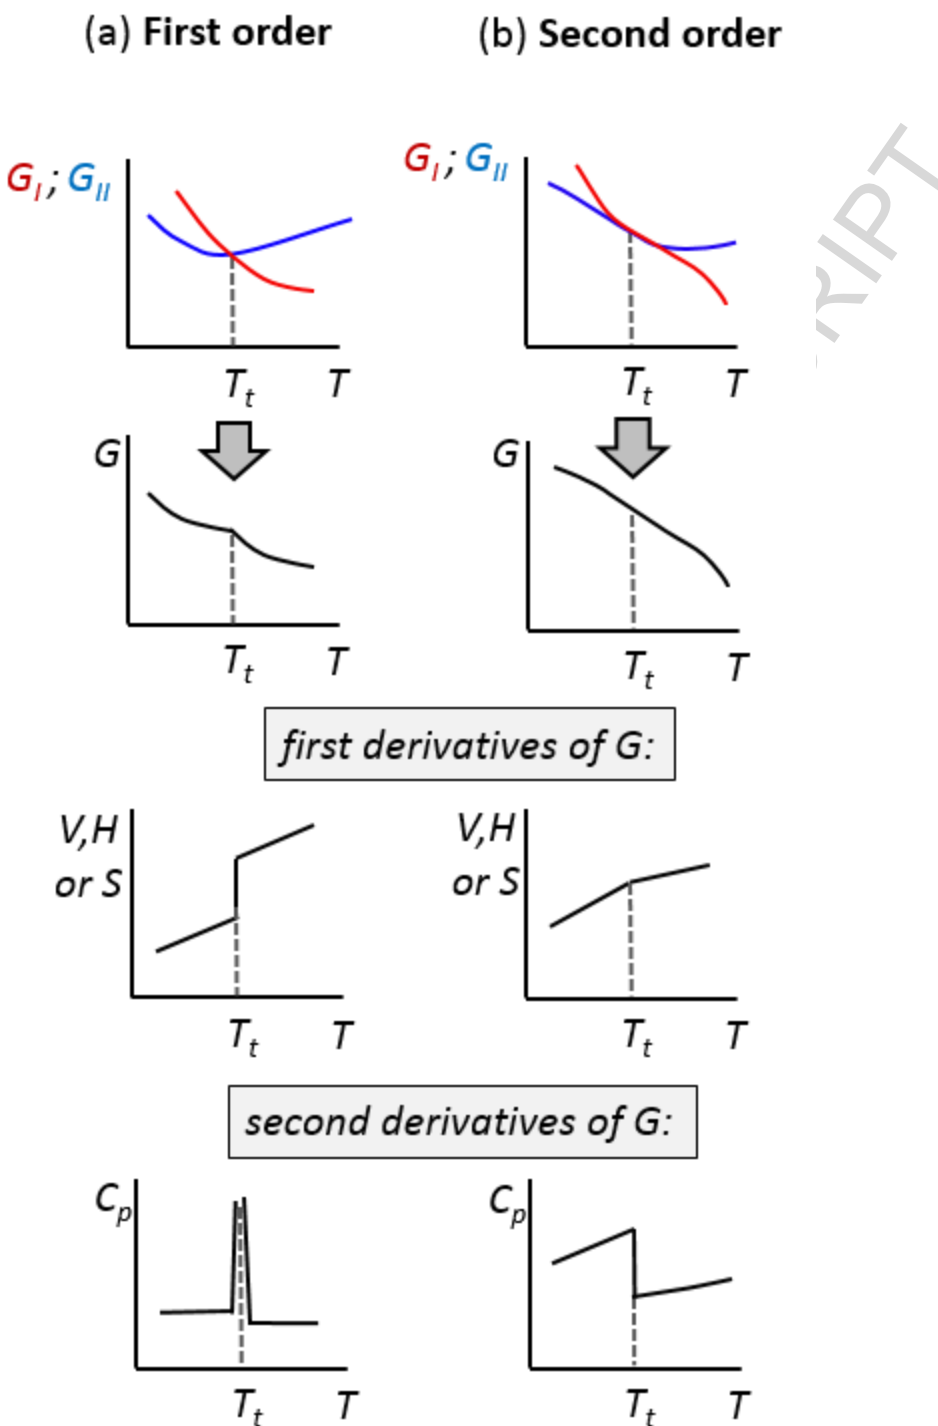 (a) First order
(b) Second order
G_I ; G_II
G_I ; G_II
RIPT
T_t T
T_t T
G
G
T_t T
T_t T
first derivatives of G:
V,H
or S
V,H
or S
T_t T
T_t T
second derivatives of G:
C_p
C_p
T_t T
T_t T